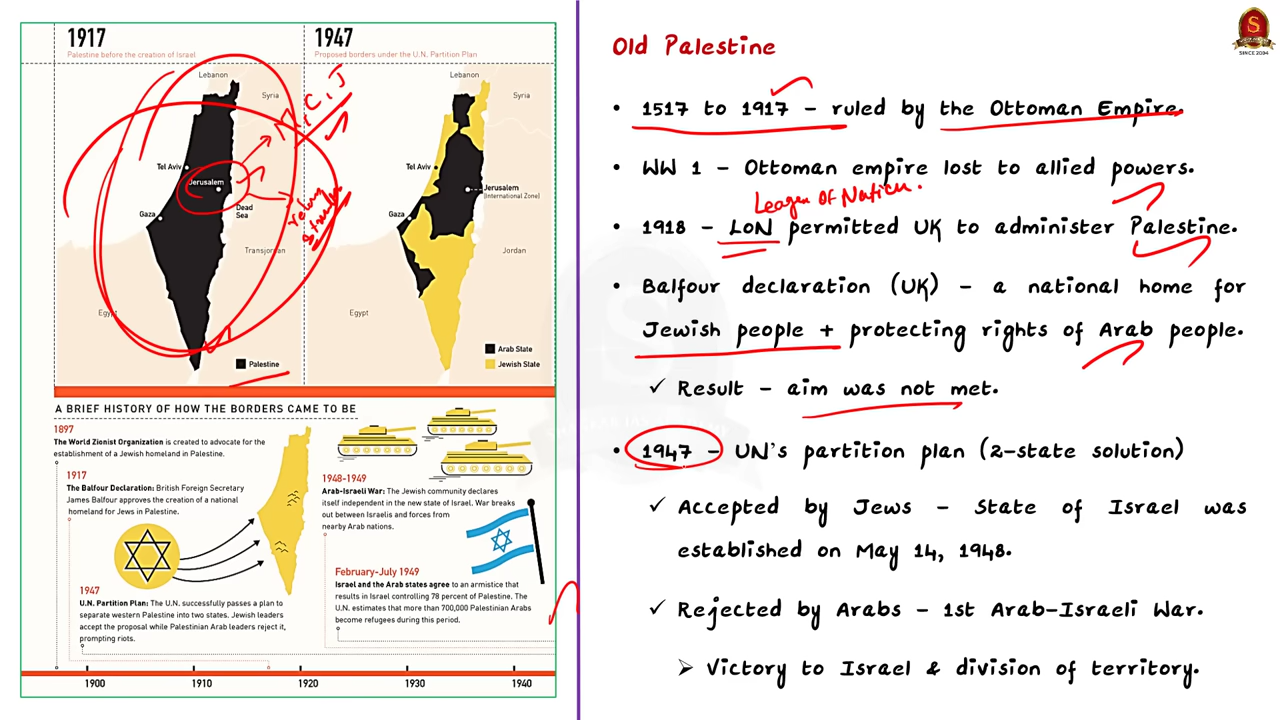 1917
Palestine before the creation of Israel
Lebanon
Syria
Tel Aviv
Jerusalem
Gaza
Dead
Sea
Transjordan
Egypt
Palestine
M, C, J
1947
Proposed borders under the U.N. Partition Plan
Lebanon
Syria
Tel Aviv
Jerusalem
(International Zone)
Gaza
Jordan
Egypt
Arab State
Jewish State
A BRIEF HISTORY OF HOW THE BORDERS CAME TO BE
1897
The World Zionist Organization is created to advocate for the
establishment of a Jewish homeland in Palestine.
1917
The Balfour Declaration: British Foreign Secretary
James Balfour approves the creation of a national
homeland for Jews in Palestine.
1947
U.N. Partition Plan: The U.N. successfully passes a plan to
separate western Palestine into two states. Jewish leaders
accept the proposal while Palestinian Arab leaders reject it,
prompting riots.
1948-1949
Arab-Israeli War: The Jewish community declares
itself independent in the new state of Israel. War breaks
out between Israelis and forces from
nearby Arab nations.
February-July 1949
Israel and the Arab states agree to an armistice that
results in Israel controlling 78 percent of Palestine. The
U.N. estimates that more than 700,000 Palestinian Arabs
become refugees during this period.
1900 1910 1920 1930 1940
S
SINCE 2004
Old Palestine
• 1517 to 1917 – ruled by the Ottoman Empire.
• WW 1 - Ottoman empire lost to allied powers.
League Of Nation.
• 1918 - LoN permitted UK to administer Palestine.
• Balfour declaration (UK) - a national home for
Jewish people + protecting rights of Arab people.
✓ Result - aim was not met.
• 1947 - UN's partition plan (2-state solution)
✓ Accepted by Jews - State of Israel was
established on May 14, 1948.
✓ Rejected by Arabs - 1st Arab-Israeli War.
➢ Victory to Israel & division of territory.